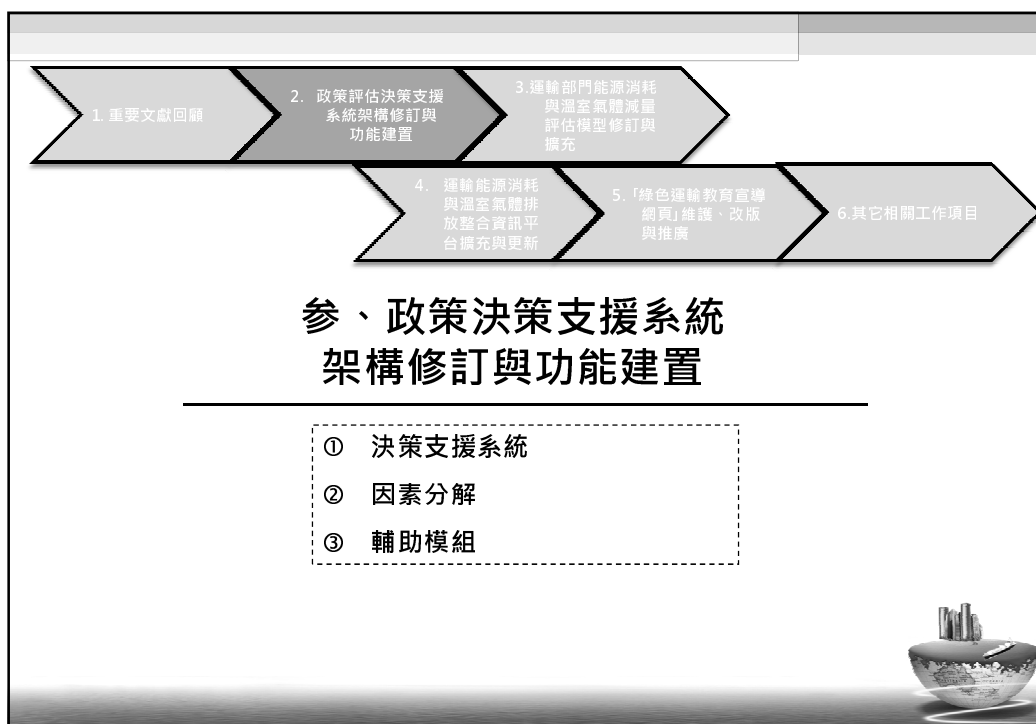 1. 重要文獻回顧
2. 政策評估決策支援
系統架構修訂與
功能建置
3.運輸部門能源消耗
與溫室氣體減量
評估模型修訂與
擴充
4. 運輸能源消耗
與溫室氣體排
放整合資訊平
台擴充與更新
5.「綠色運輸教育宣導
網頁」維護、改版
與推廣
6.其它相關工作項目
参、政策決策支援系統
架構修訂與功能建置
① 決策支援系統
② 因素分解
③ 輔助模組